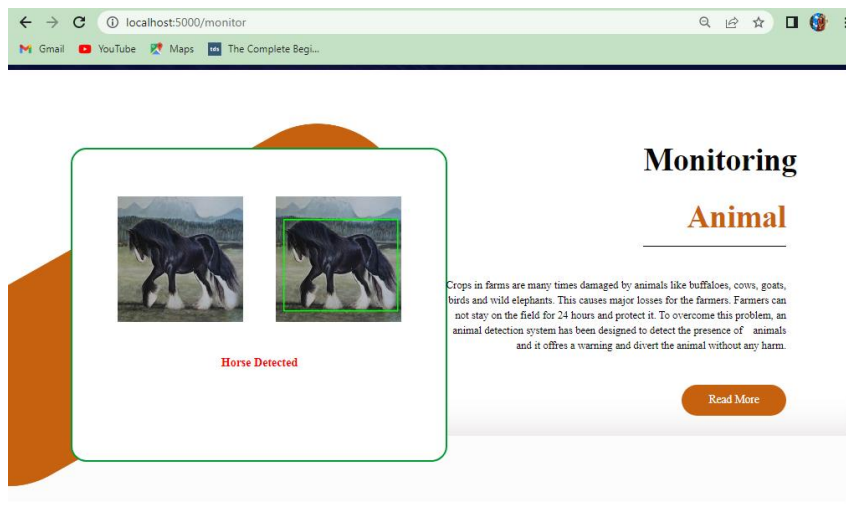 localhost:5000/monitor
Gmail YouTube Maps tds The Complete Begi...
Monitoring
Animal
Crops in farms are many times damaged by animals like buffaloes, cows, goats,
birds and wild elephants. This causes major losses for the farmers. Farmers can
not stay on the field for 24 hours and protect it. To overcome this problem, an
animal detection system has been designed to detect the presence of animals
and it offres a warning and divert the animal without any harm.
Horse Detected
Read More